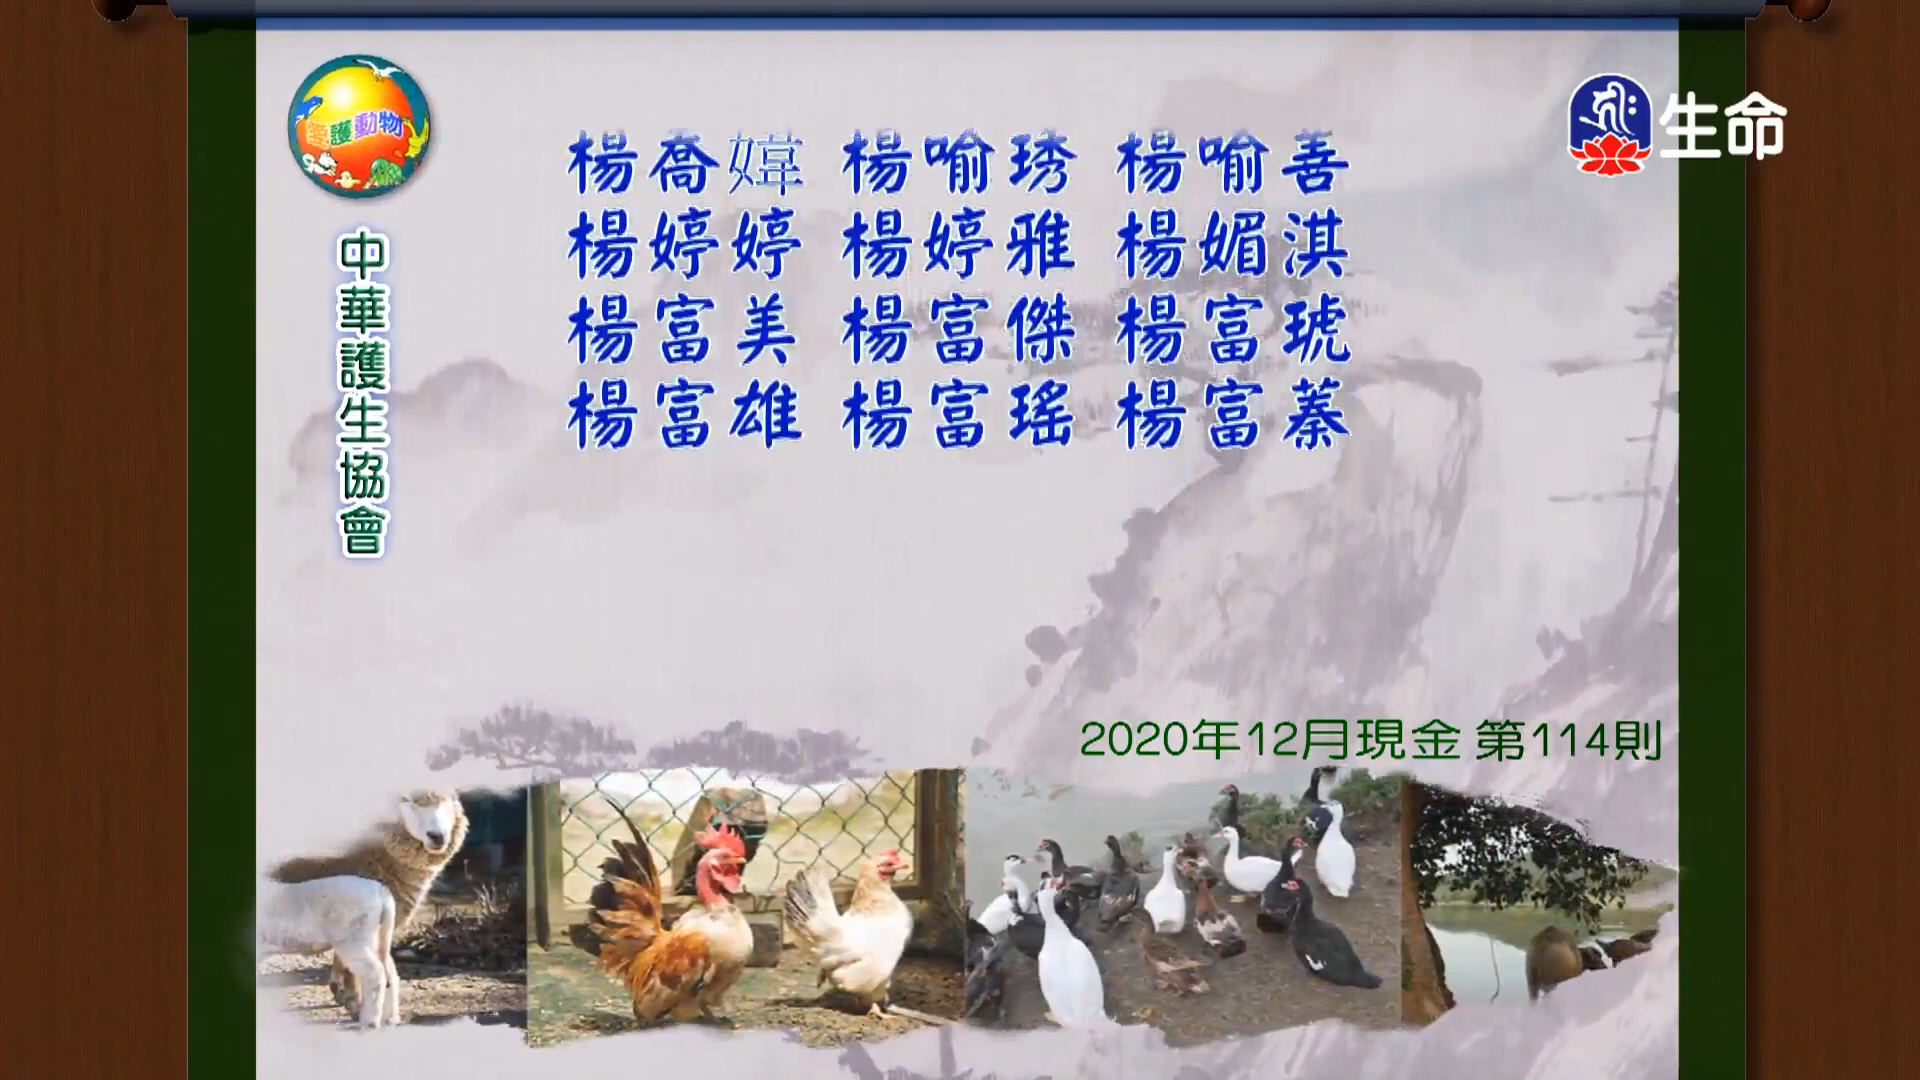 愛護動物
生命
中華護生協會
楊喬媁 楊喻琇 楊喻善
楊婷婷 楊婷雅 楊媚淇
楊富美 楊富傑 楊富琥
楊富雄 楊富瑤 楊富蓁
2020年12月現金 第114則